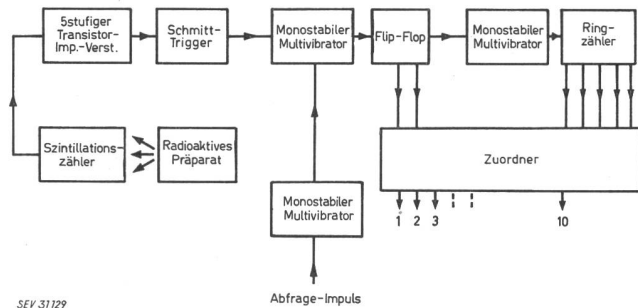 5stufiger
Transistor-
Imp.-Verst.
Schmitt-
Trigger
Monostabiler
Multivibrator
Flip-Flop
Monostabiler
Multivibrator
Ring-
zähler
Szintillations-
zähler
Radioaktives
Präparat
Zuordner
Monostabiler
Multivibrator
1 2 3 10
Abfrage-Impuls
SEV 31129